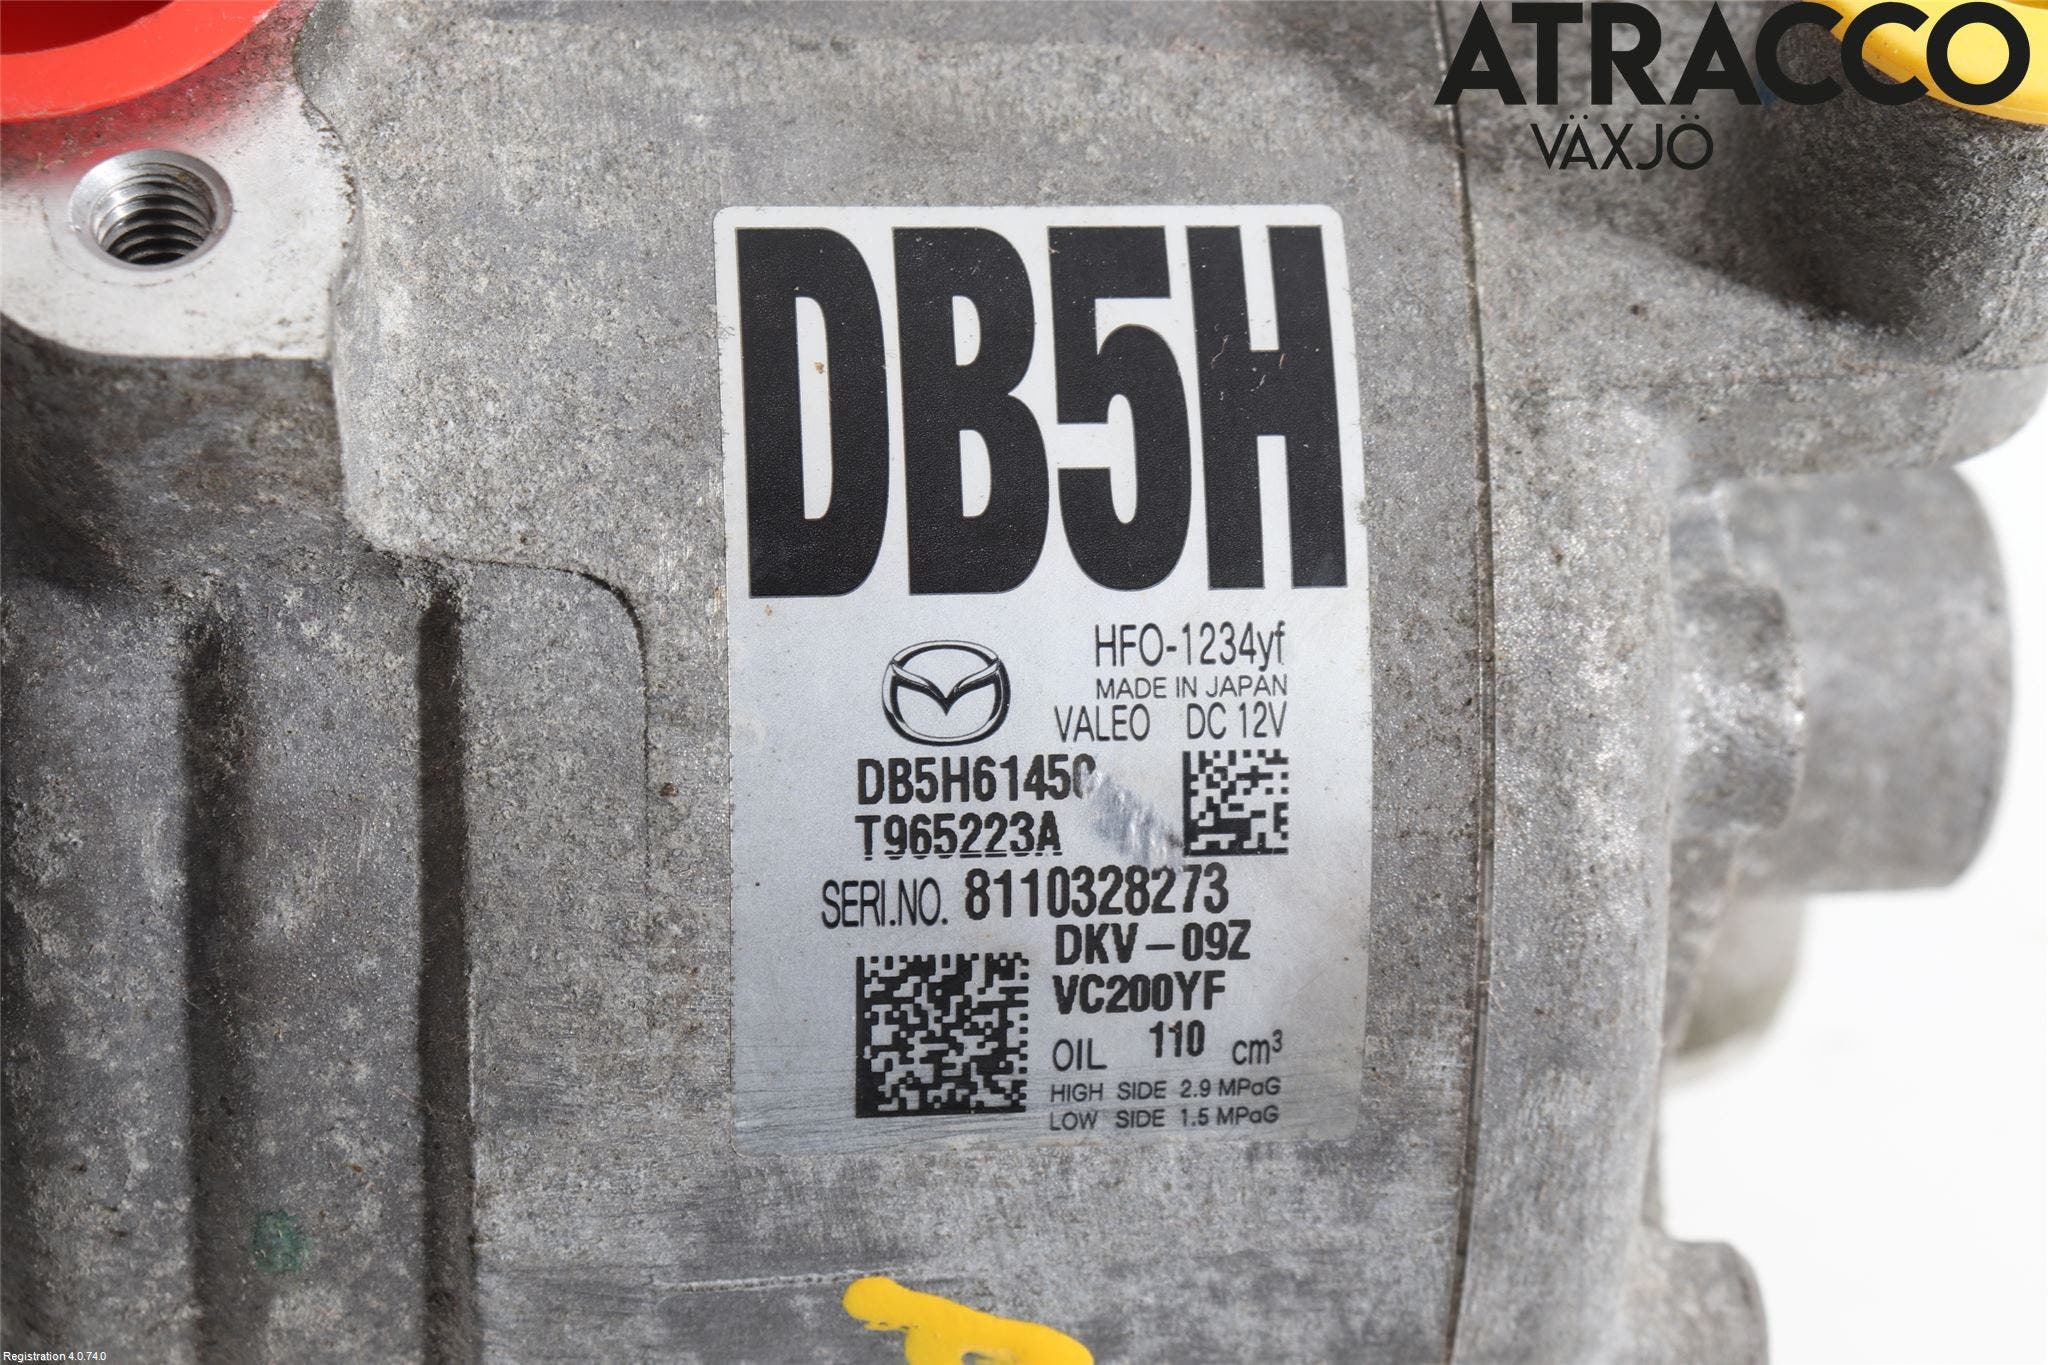 ATRACCO
VÄXJÖ
DB5H
HFO-1234yf
MADE IN JAPAN
VALEO DC 12V
DB5H61450
T965223A
SERI.NO. 8110328273
DKV-09Z
VC200YF
OIL 110 cm³
HIGH SIDE 2.9 MPaG
LOW SIDE 1.5 MPaG
Registration 4.0.74.0